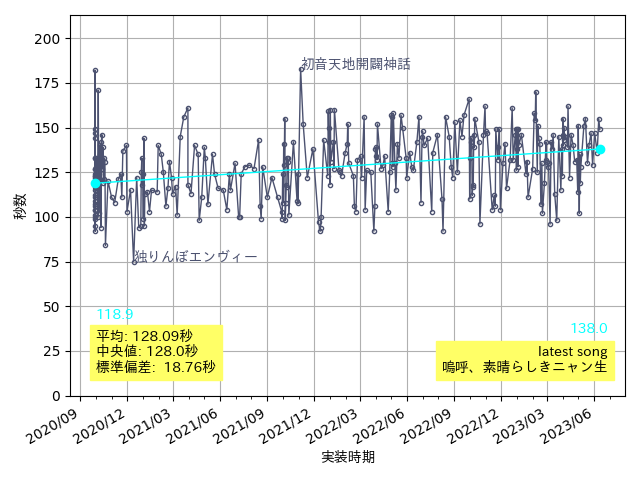 200
175
150
125
100
75
50
25
0
秒数
初音天地開闢神話
独りんぼエンヴィー
118.9
138.0
平均: 128.09秒
中央値: 128.0秒
標準偏差: 18.76秒
latest song
嗚呼、素晴らしきニャン生
2020/09
2020/12
2021/03
2021/06
2021/09
2021/12
2022/03
2022/06
2022/09
2022/12
2023/03
2023/06
実装時期